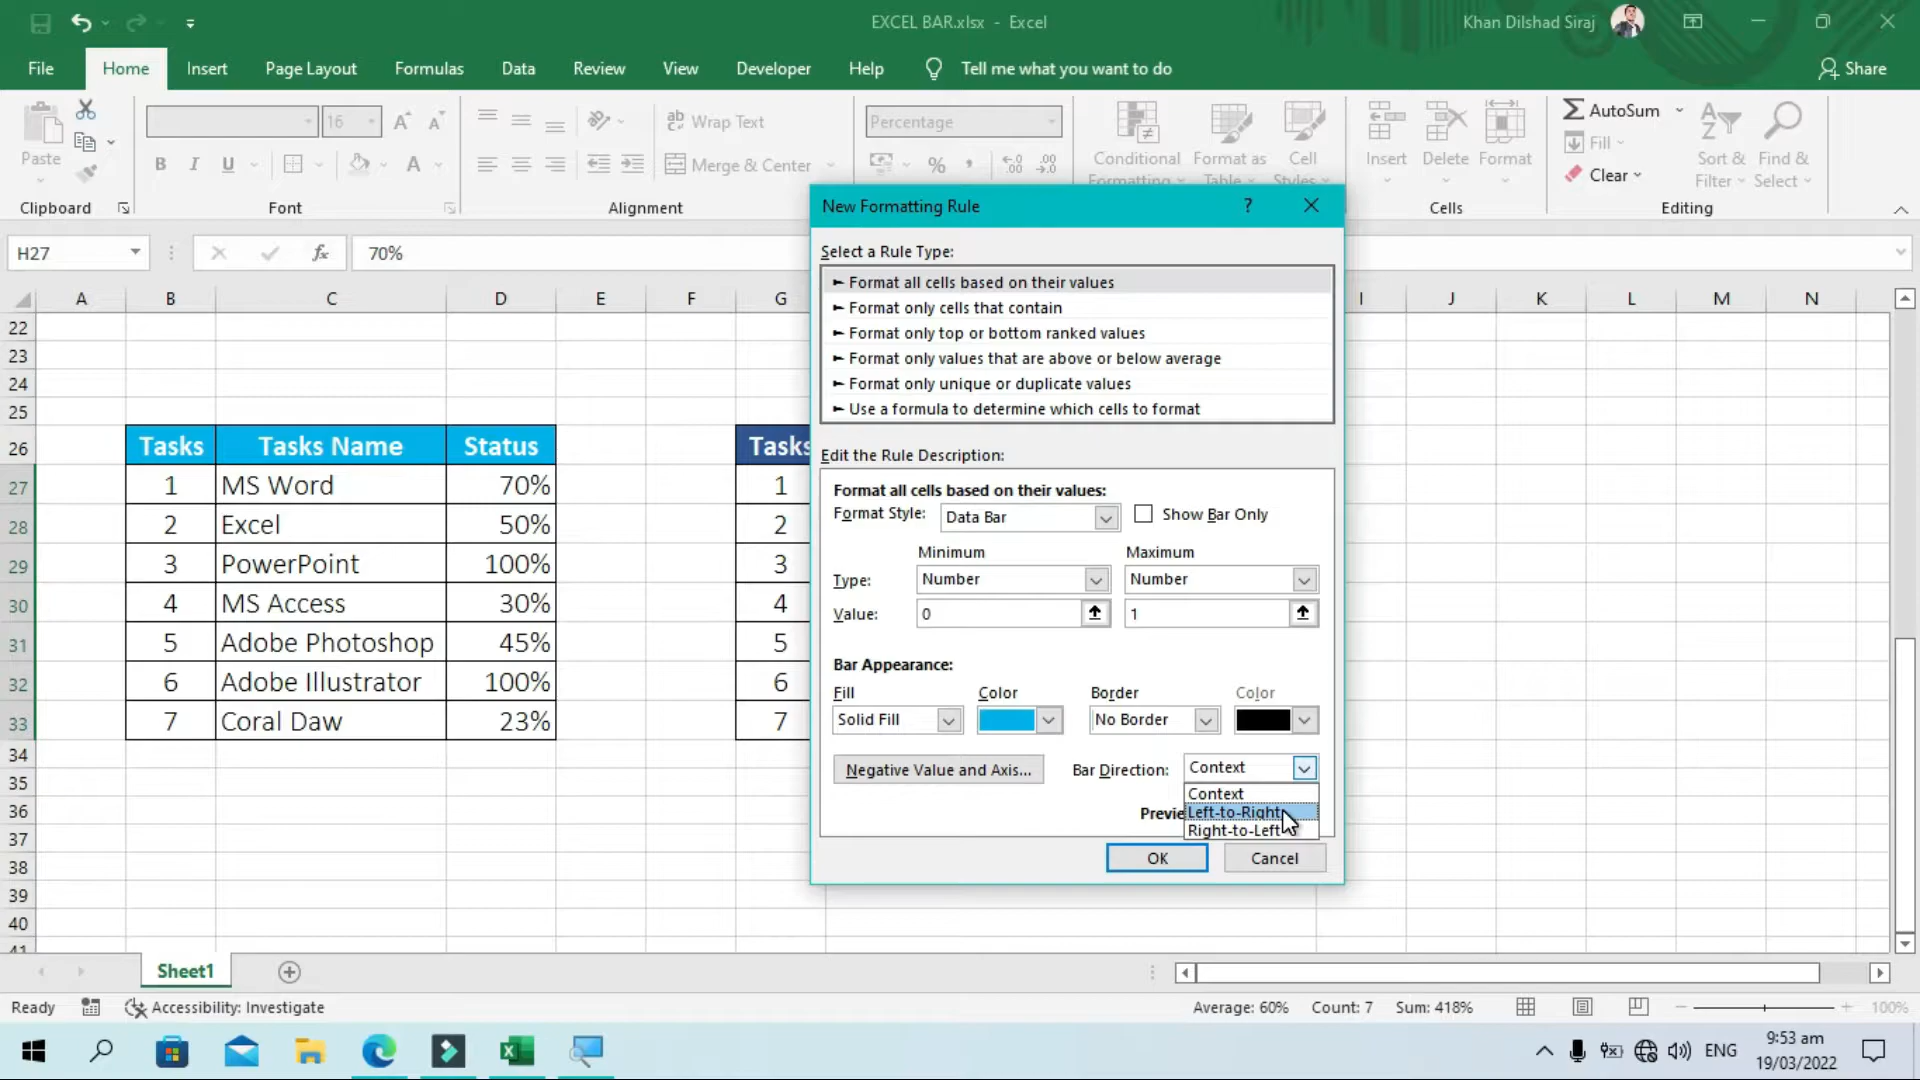 EXCEL BAR.xlsx - Excel
Khan Dilshad Siraj
File Home Insert Page Layout Formulas Data Review View Developer Help Tell me what you want to do Share
Paste
16
Wrap Text
Merge & Center
Percentage
Conditional Formatting
Format as Table
Cell Styles
Insert Delete Format
AutoSum
Fill
Clear
Sort & Filter
Find & Select
Clipboard Font Alignment Cells Editing
H27 fx 70%
A B C D E F G I J K L M N
22
23
24
25
26 Tasks Tasks Name Status Tasks
27 1 MS Word 70% 1
28 2 Excel 50% 2
29 3 PowerPoint 100% 3
30 4 MS Access 30% 4
31 5 Adobe Photoshop 45% 5
32 6 Adobe Illustrator 100% 6
33 7 Coral Daw 23% 7
34
35
36
37
38
39
40
41
New Formatting Rule ?
Select a Rule Type:
► Format all cells based on their values
► Format only cells that contain
► Format only top or bottom ranked values
► Format only values that are above or below average
► Format only unique or duplicate values
► Use a formula to determine which cells to format
Edit the Rule Description:
Format all cells based on their values:
Format Style: Data Bar Show Bar Only
Minimum Maximum
Type: Number Number
Value: 0 1
Bar Appearance:
Fill Color Border Color
Solid Fill No Border
Negative Value and Axis... Bar Direction: Context
Context
Previe Left-to-Right
Right-to-Left
OK Cancel
Sheet1
Ready Accessibility: Investigate Average: 60% Count: 7 Sum: 418% 100%
ENG 9:53 am
19/03/2022